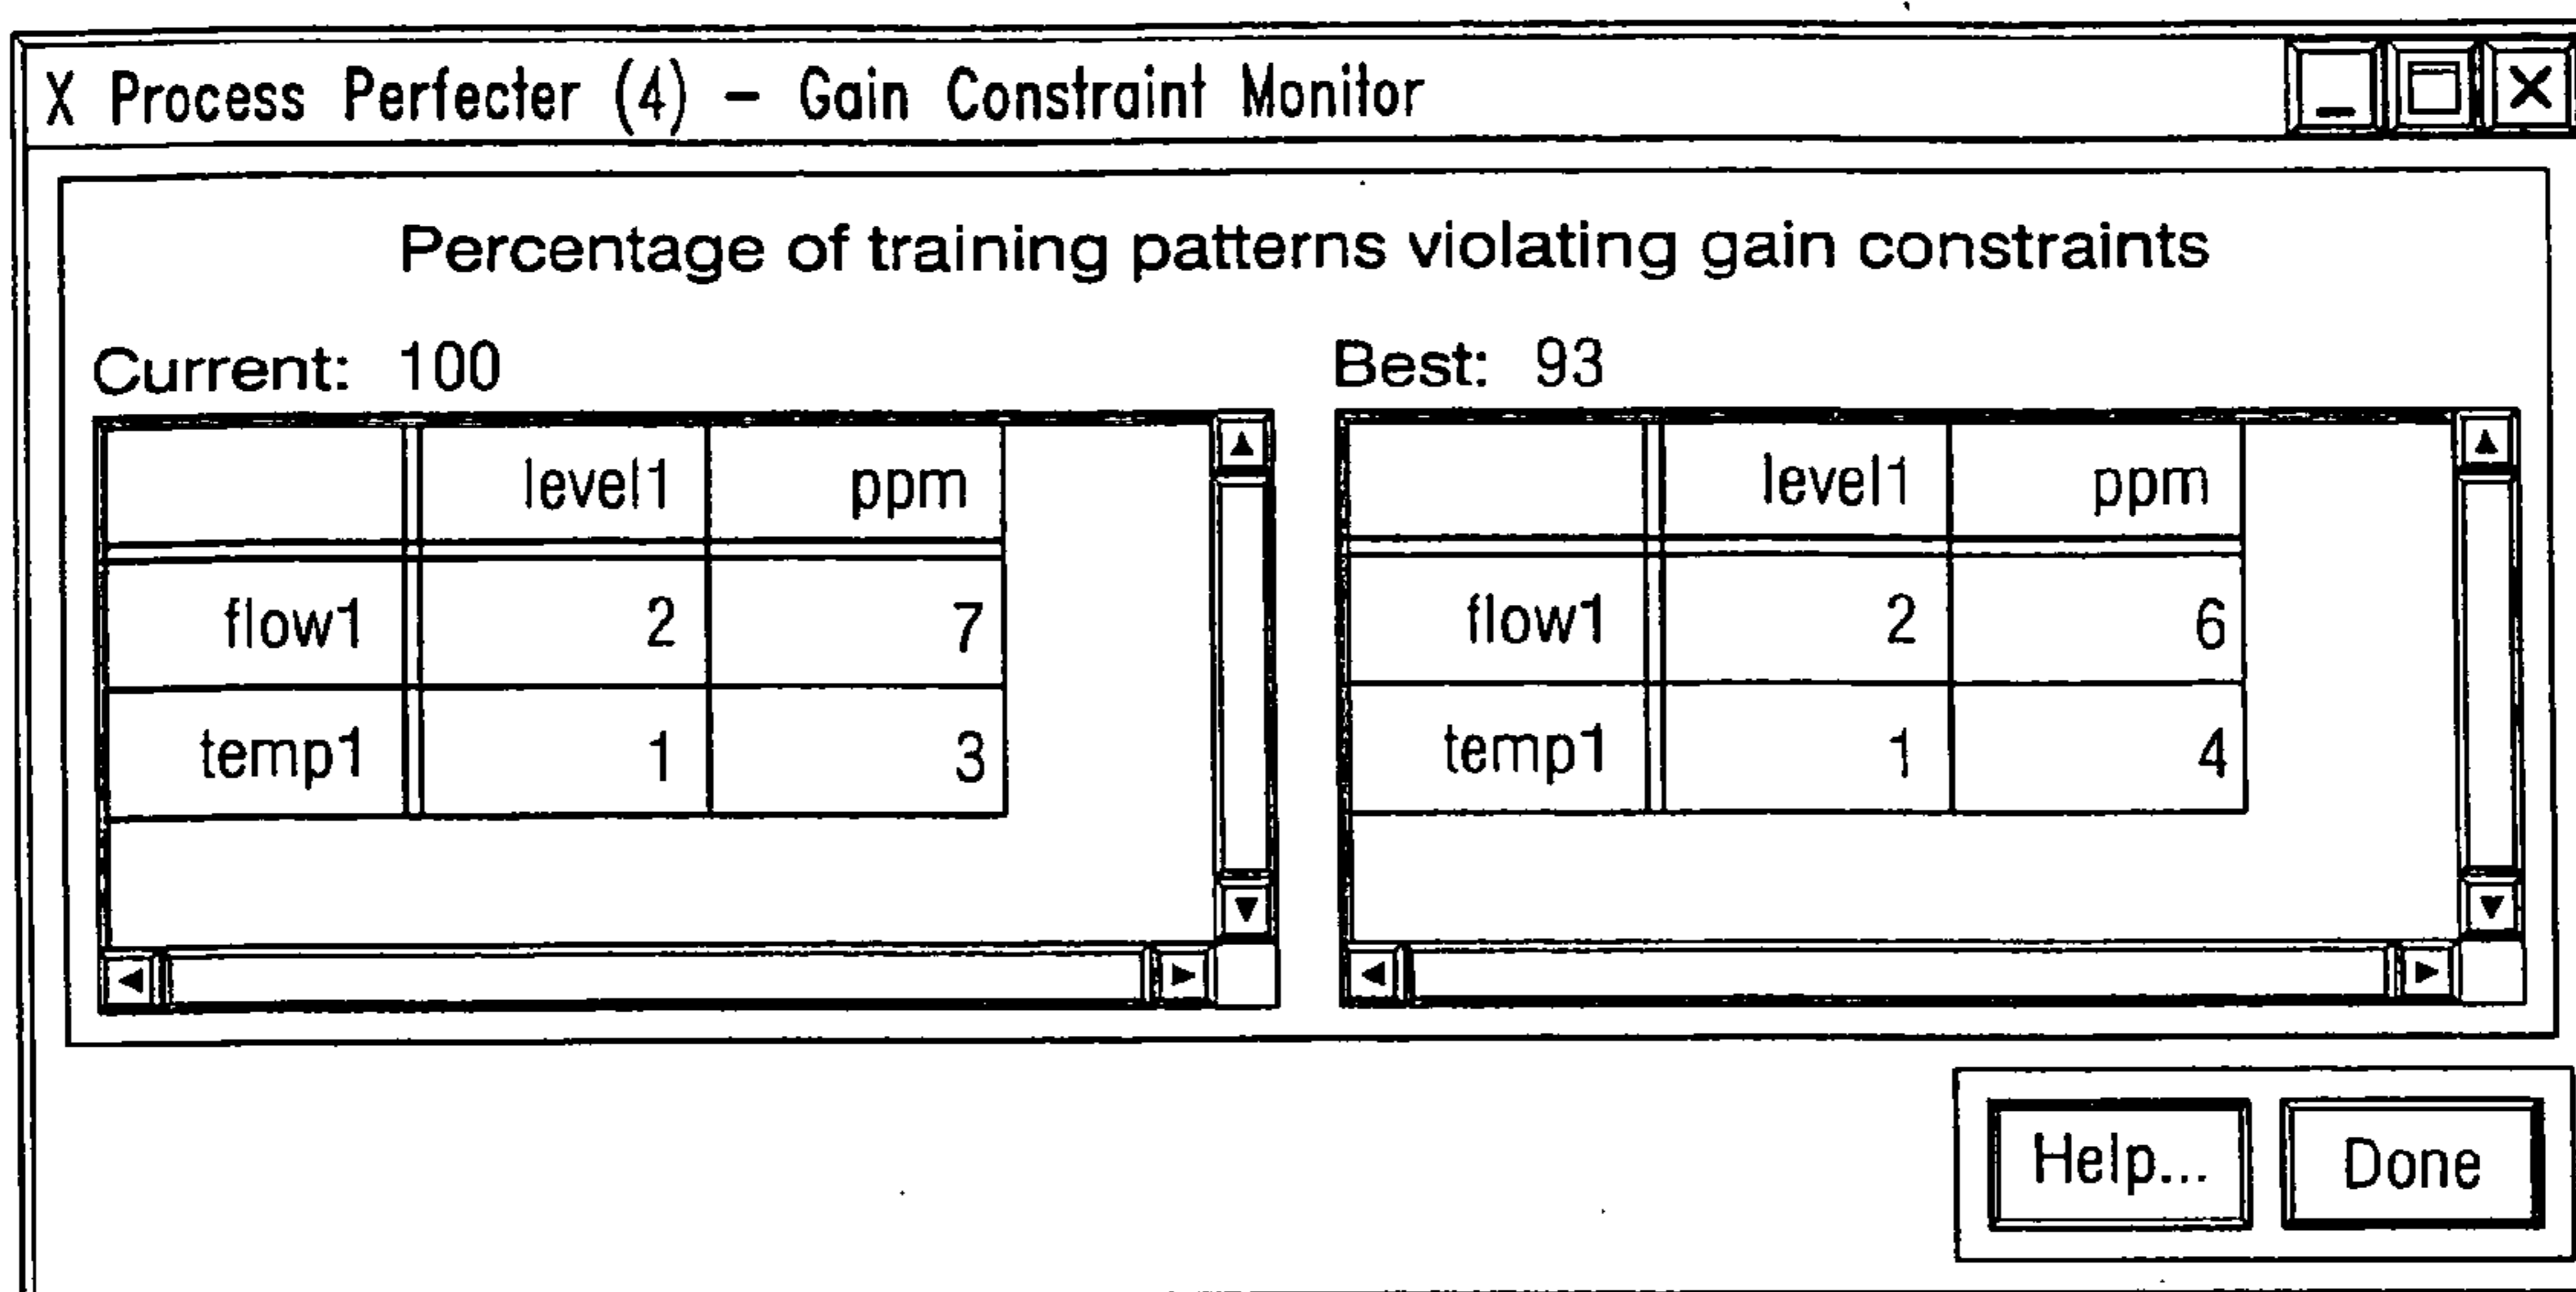 X Process Perfecter (4) – Gain Constraint Monitor
Percentage of training patterns violating gain constraints
Current: 100
level1 ppm
flow1 2 7
temp1 1 3
Best: 93
level1 ppm
flow1 2 6
temp1 1 4
Help... Done